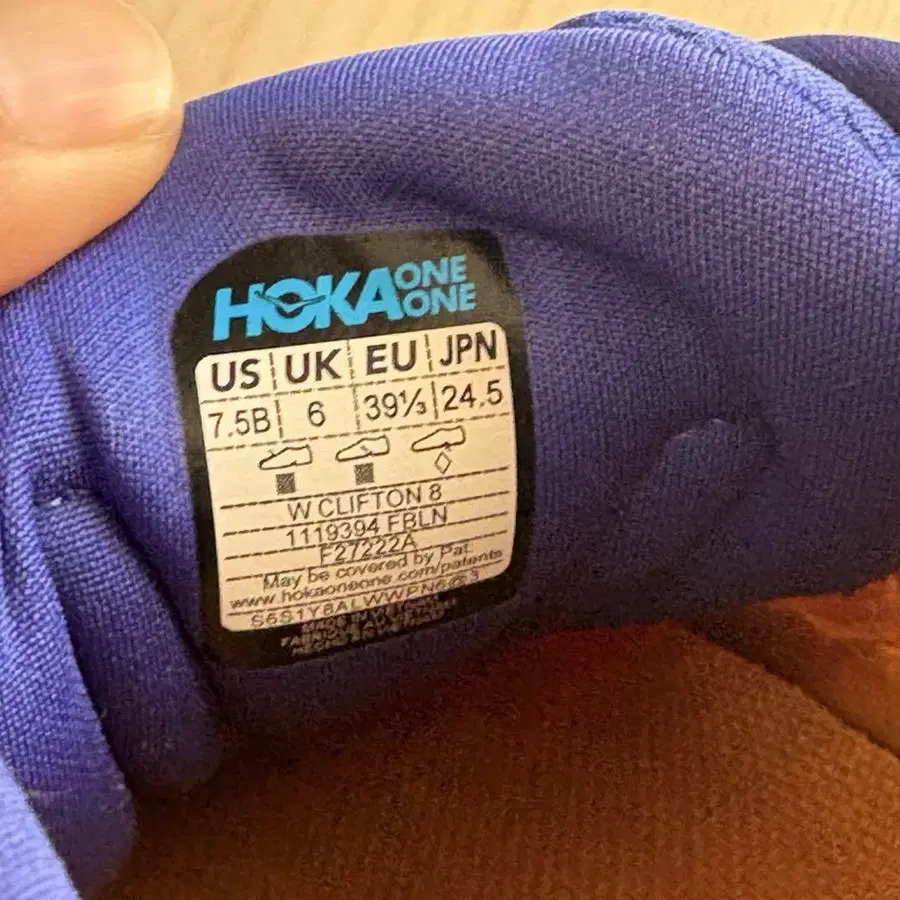 HOKA ONE ONE
US UK EU JPN
7.5B 6 39⅓ 24.5
W CLIFTON 8
1119394 FBLN
F27222A
May be covered by Pat.
www.hokaoneone.com/patents